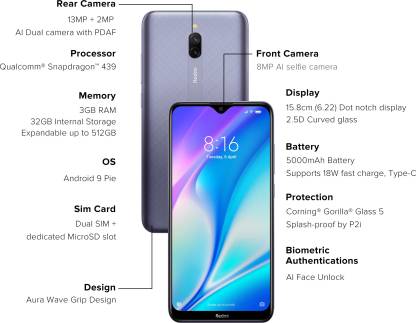 Rear Camera
13MP + 2MP
AI Dual camera with PDAF
Processor
Qualcomm® Snapdragon™ 439
Memory
3GB RAM
32GB Internal Storage
Expandable up to 512GB
OS
Android 9 Pie
Sim Card
Dual SIM +
dedicated MicroSD slot
Design
Aura Wave Grip Design
Redmi
8:16
Tuesday, 5 April
Redmi
Front Camera
8MP AI selfie camera
Display
15.8cm (6.22) Dot notch display
2.5D Curved glass
Battery
5000mAh Battery
Supports 18W fast charge, Type-C
Protection
Corning® Gorilla® Glass 5
Splash-proof by P2i
Biometric
Authentications
AI Face Unlock